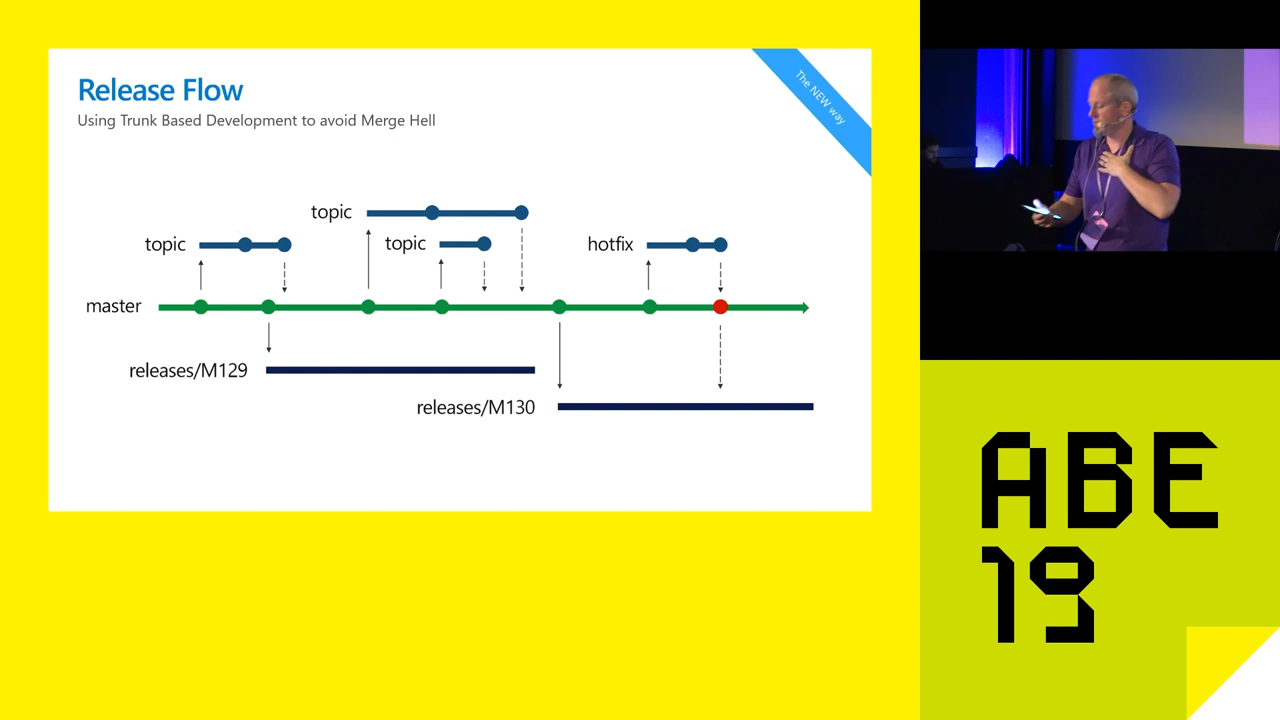 Release Flow
Using Trunk Based Development to avoid Merge Hell
The NEW way
topic
topic
topic
hotfix
master
releases/M129
releases/M130
ABE
19